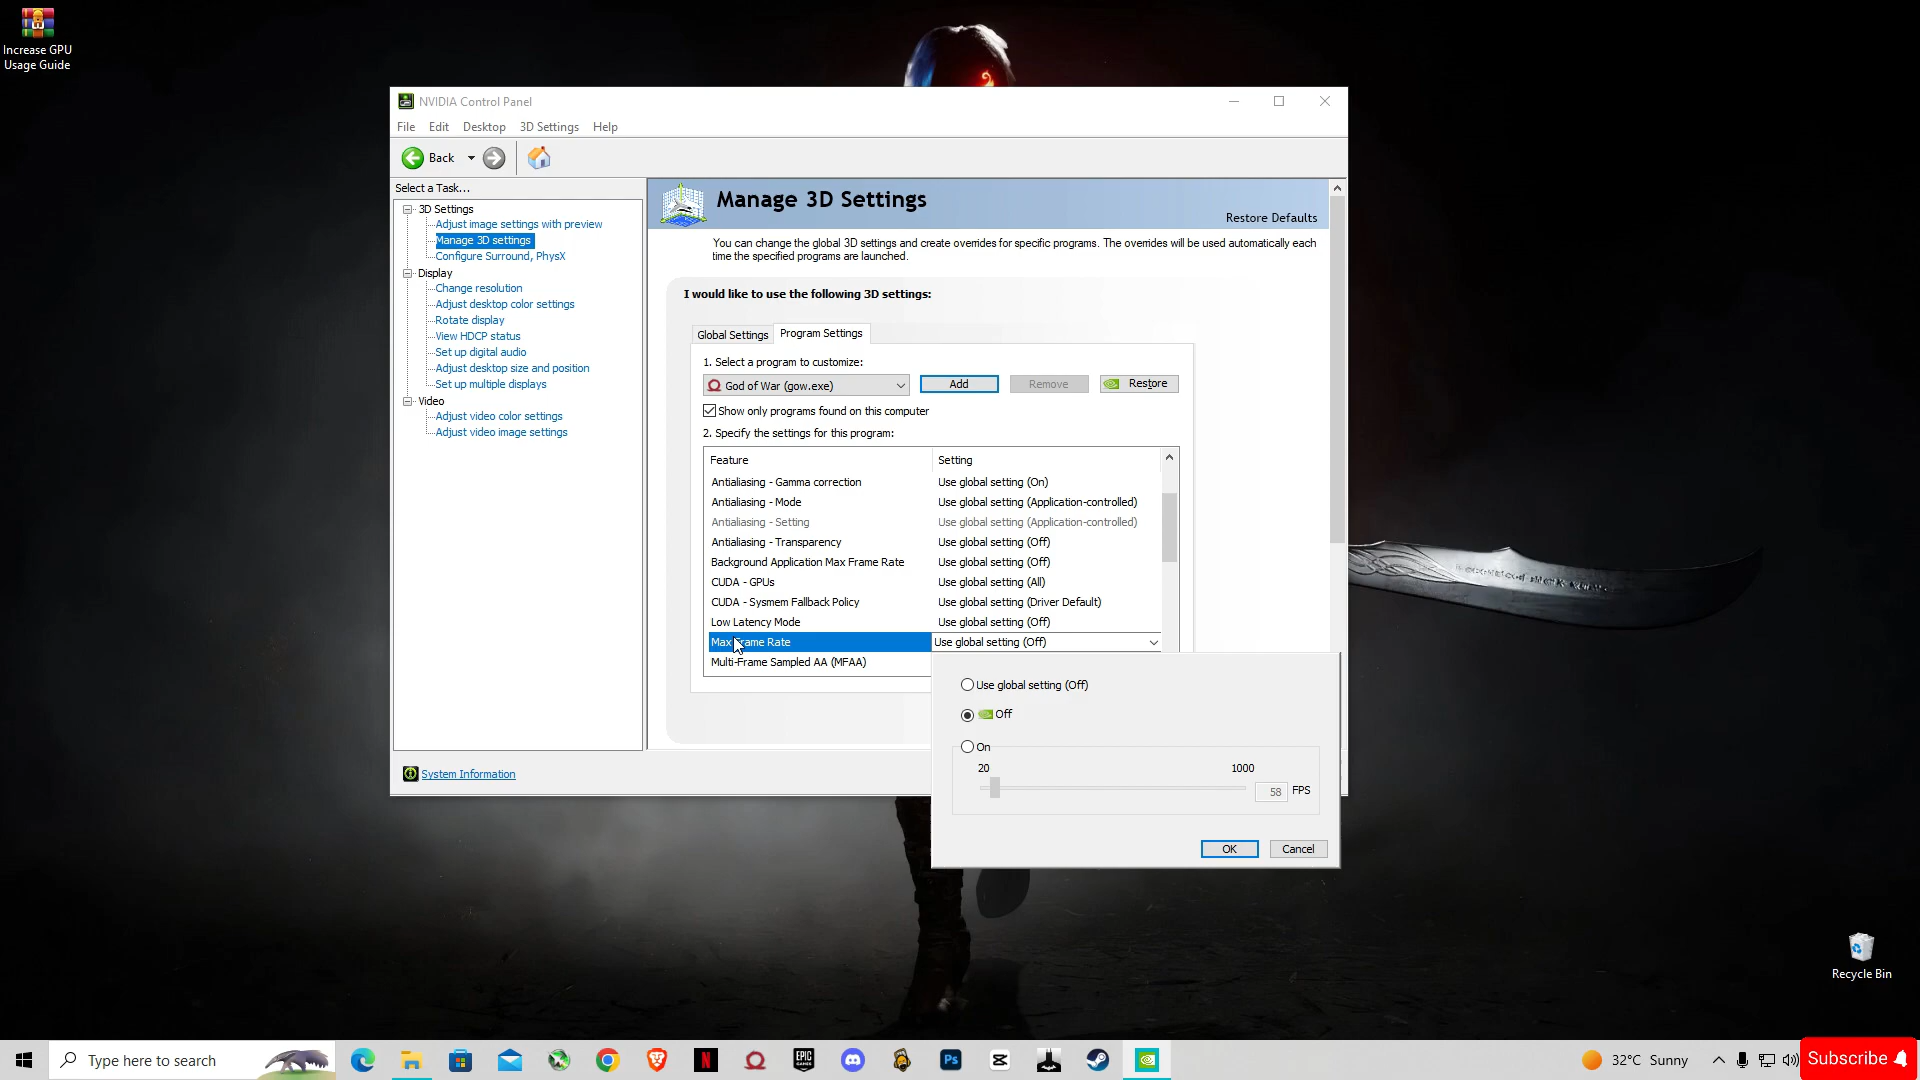 Increase GPU
Usage Guide
NVIDIA Control Panel
File Edit Desktop 3D Settings Help
Back
Select a Task...
3D Settings
Adjust image settings with preview
Manage 3D settings
Configure Surround, PhysX
Display
Change resolution
Adjust desktop color settings
Rotate display
View HDCP status
Set up digital audio
Adjust desktop size and position
Set up multiple displays
Video
Adjust video color settings
Adjust video image settings
System Information
Manage 3D Settings
Restore Defaults
You can change the global 3D settings and create overrides for specific programs. The overrides will be used automatically each
time the specified programs are launched.
I would like to use the following 3D settings:
Global Settings Program Settings
1. Select a program to customize:
God of War (gow.exe) Add Remove Restore
Show only programs found on this computer
2. Specify the settings for this program:
Feature Setting
Antialiasing - Gamma correction Use global setting (On)
Antialiasing - Mode Use global setting (Application-controlled)
Antialiasing - Setting Use global setting (Application-controlled)
Antialiasing - Transparency Use global setting (Off)
Background Application Max Frame Rate Use global setting (Off)
CUDA - GPUs Use global setting (All)
CUDA - Sysmem Fallback Policy Use global setting (Driver Default)
Low Latency Mode Use global setting (Off)
Max Frame Rate Use global setting (Off)
Multi-Frame Sampled AA (MFAA)
Use global setting (Off)
Off
On
20 1000
58 FPS
OK Cancel
Recycle Bin
Type here to search
N
EPIC GAMES
Ps
32°C Sunny
Subscribe